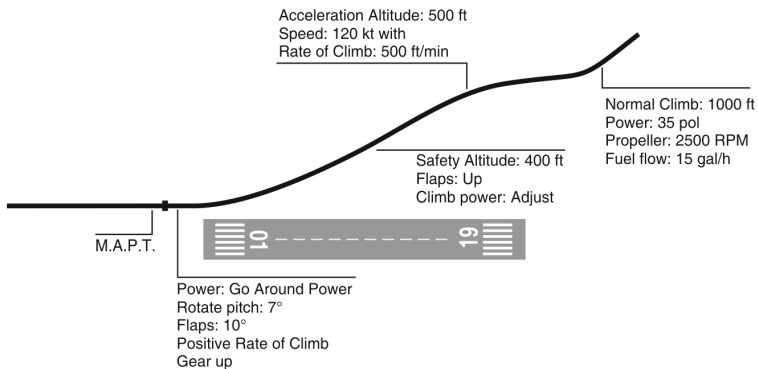 Acceleration Altitude: 500 ft
Speed: 120 kt with
Rate of Climb: 500 ft/min
Normal Climb: 1000 ft
Power: 35 pol
Propeller: 2500 RPM
Fuel flow: 15 gal/h
Safety Altitude: 400 ft
Flaps: Up
Climb power: Adjust
M.A.P.T.
01
19
Power: Go Around Power
Rotate pitch: 7°
Flaps: 10°
Positive Rate of Climb
Gear up